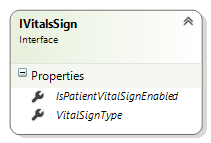 IVitalsSign
Interface
Properties
IsPatientVitalSignEnabled
VitalSignType